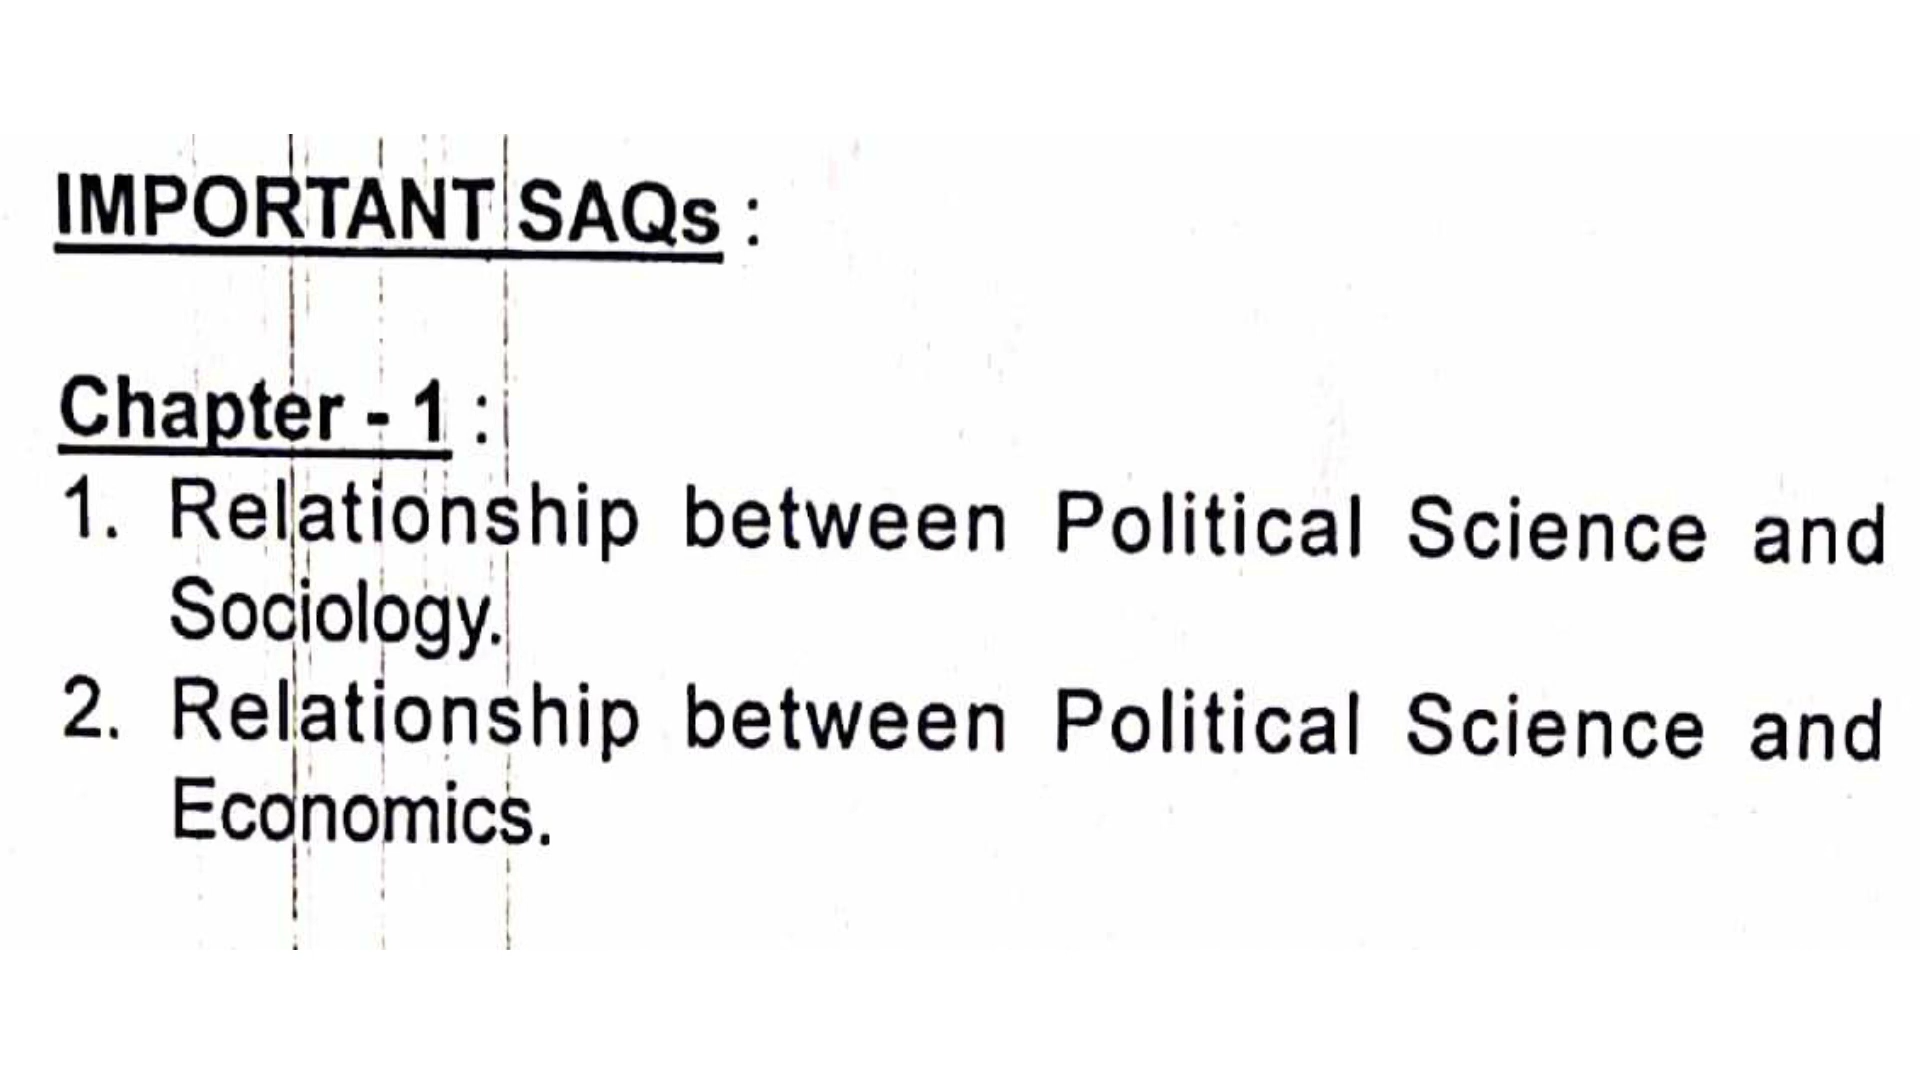 IMPORTANT SAQs :
Chapter - 1 :
1. Relationship between Political Science and
Sociology.
2. Relationship between Political Science and
Economics.